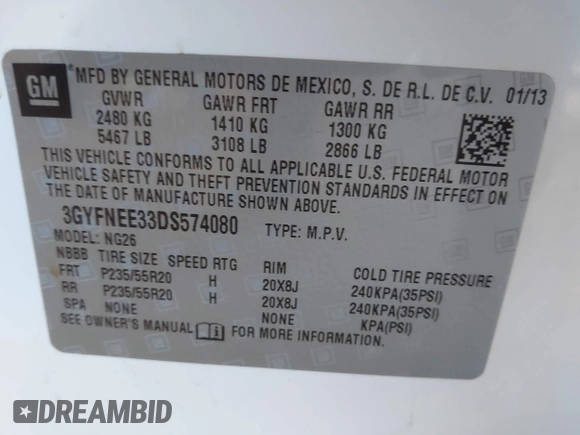 GM
MFD BY GENERAL MOTORS DE MEXICO, S. DE R.L. DE C.V. 01/13
GVWR GAWR FRT GAWR RR
2480 KG 1410 KG 1300 KG
5467 LB 3108 LB 2866 LB
THIS VEHICLE CONFORMS TO ALL APPLICABLE U.S. FEDERAL MOTOR
VEHICLE SAFETY AND THEFT PREVENTION STANDARDS IN EFFECT ON
THE DATE OF MANUFACTURE SHOWN ABOVE.
3GYFNEE33DS574080 TYPE: M.P.V.
MODEL: NG26
NBBB TIRE SIZE SPEED RTG RIM COLD TIRE PRESSURE
FRT P235/55R20 H 20X8J 240KPA(35PSI)
RR P235/55R20 H 20X8J 240KPA(35PSI)
SPA NONE NONE KPA(PSI)
SEE OWNER'S MANUAL i FOR MORE INFORMATION.
DREAMBID